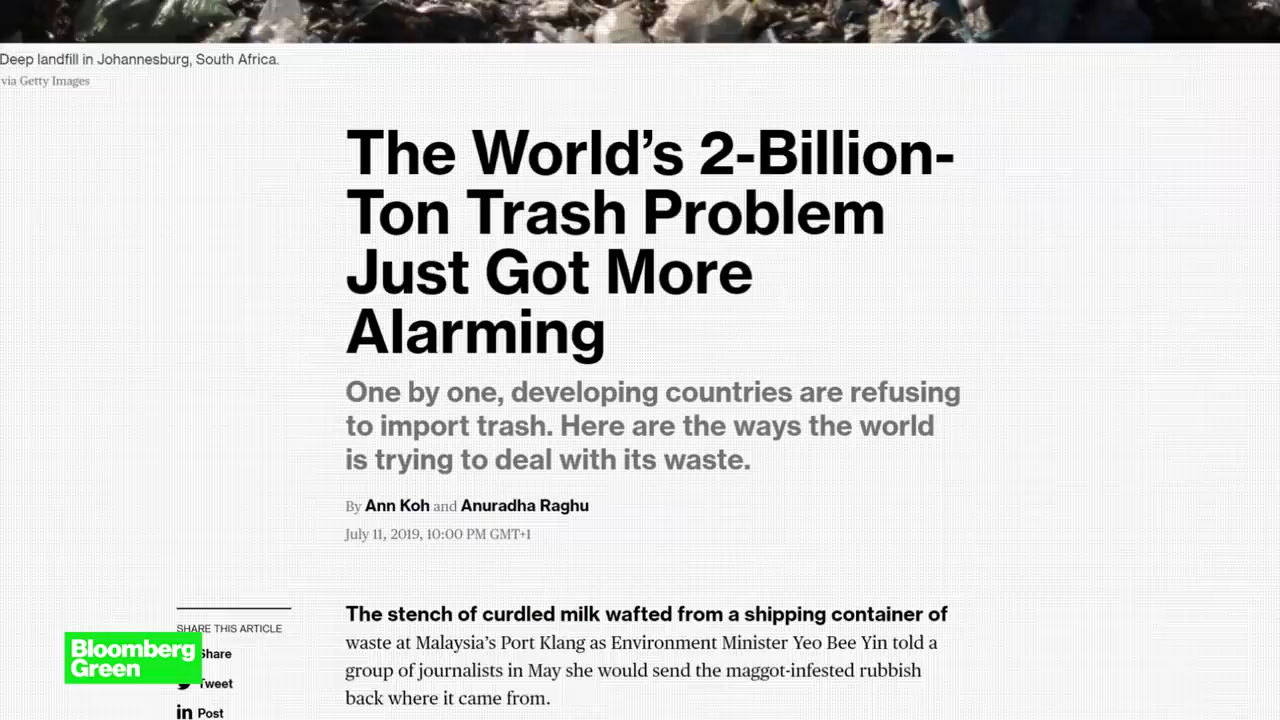 Deep landfill in Johannesburg, South Africa.
via Getty Images
The World’s 2-Billion-
Ton Trash Problem
Just Got More
Alarming
One by one, developing countries are refusing
to import trash. Here are the ways the world
is trying to deal with its waste.
By Ann Koh and Anuradha Raghu
July 11, 2019, 10:00 PM GMT+1
The stench of curdled milk wafted from a shipping container of
waste at Malaysia’s Port Klang as Environment Minister Yeo Bee Yin told a
group of journalists in May she would send the maggot-infested rubbish
back where it came from.
SHARE THIS ARTICLE
Share
Tweet
in Post
Bloomberg
Green